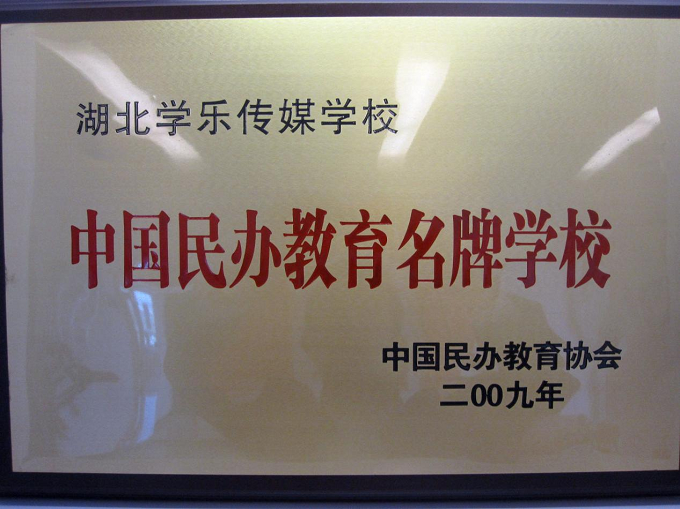 湖北学乐传媒学校
中国民办教育名牌学校
中国民办教育协会
二00九年